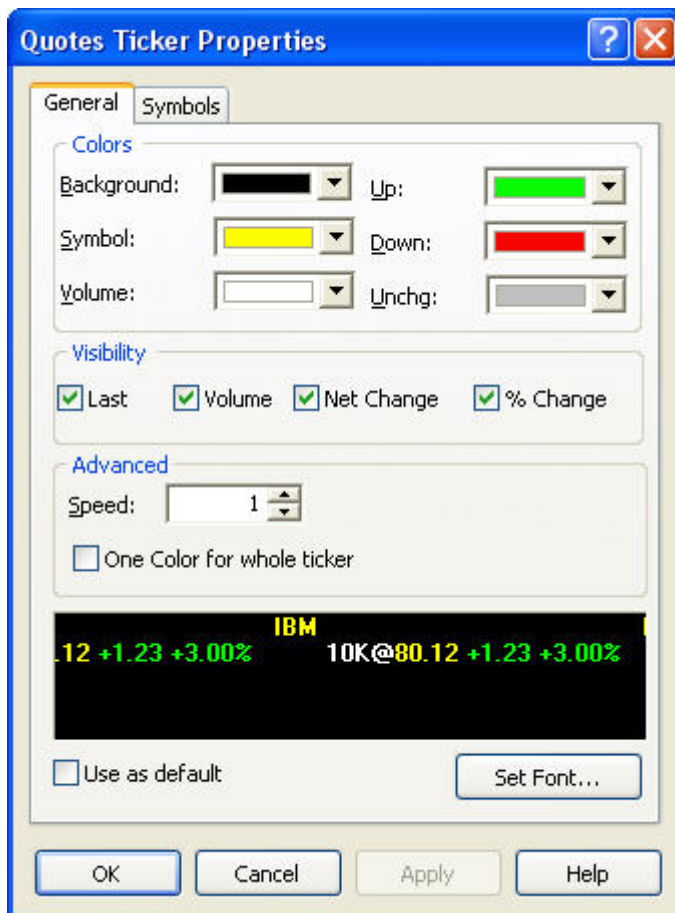 Quotes Ticker Properties
General Symbols
Colors
Background: Up:
Symbol: Down:
Volume: Unchg:
Visibility
Last Volume Net Change % Change
Advanced
Speed: 1
One Color for whole ticker
IBM
.12 +1.23 +3.00% 10K@80.12 +1.23 +3.00%
Use as default Set Font...
OK Cancel Apply Help